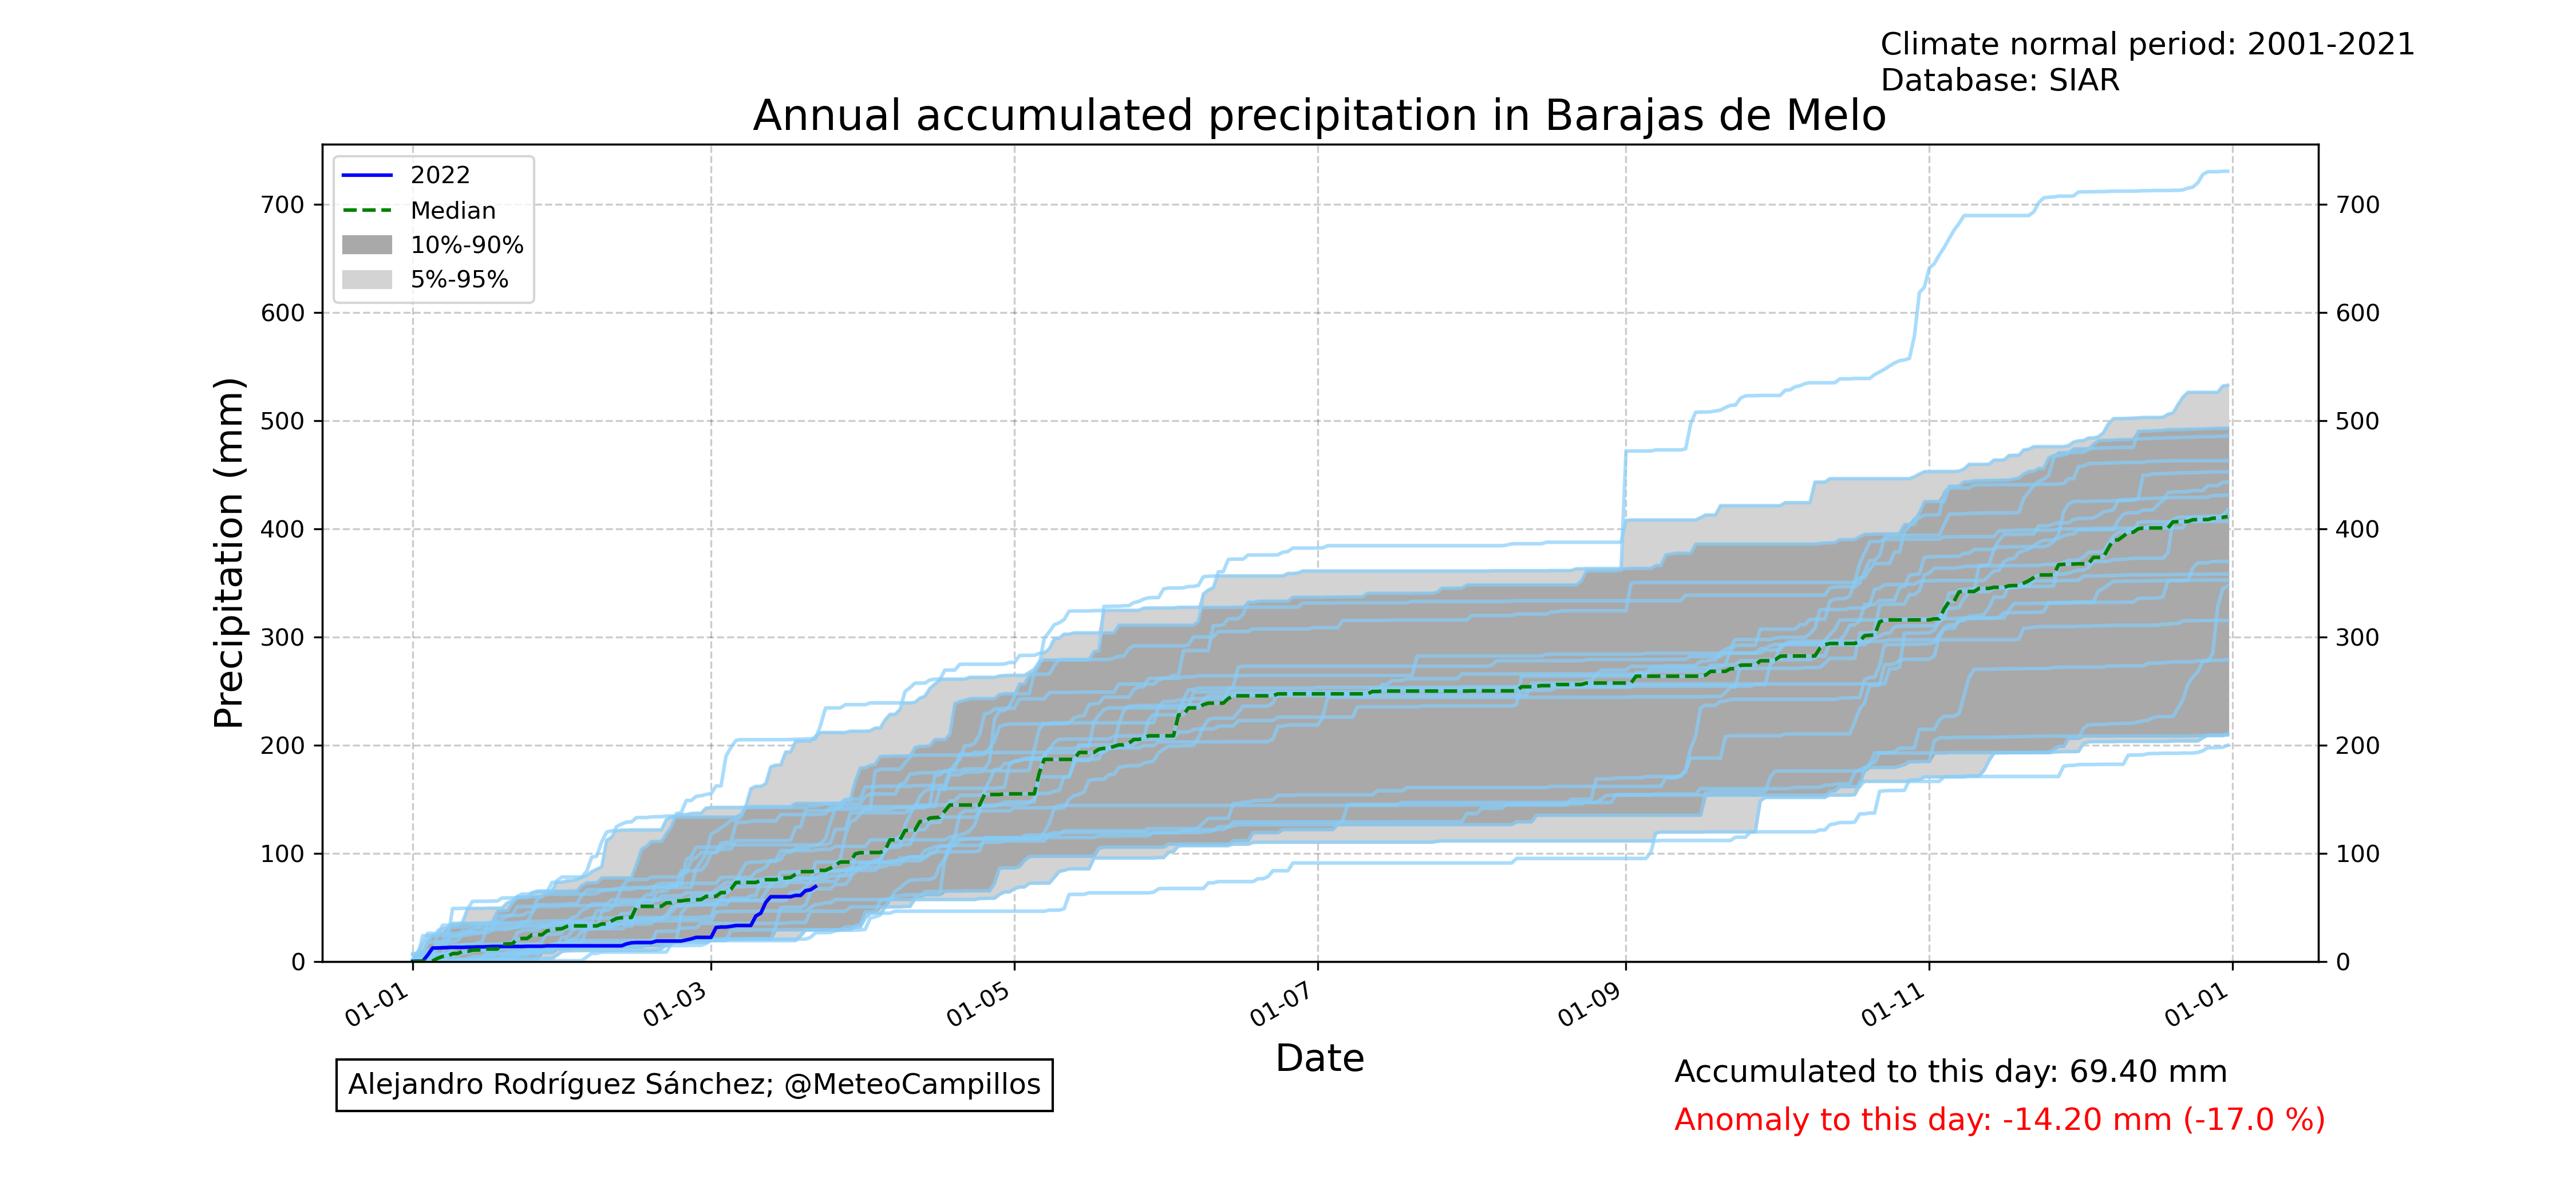 Climate normal period: 2001-2021
Database: SIAR
Annual accumulated precipitation in Barajas de Melo
2022
Median
10%-90%
5%-95%
Precipitation (mm)
700
600
500
400
300
200
100
0
700
600
500
400
300
200
100
0
01-01
01-03
01-05
01-07
01-09
01-11
01-01
Date
Alejandro Rodríguez Sánchez; @MeteoCampillos
Accumulated to this day: 69.40 mm
Anomaly to this day: -14.20 mm (-17.0 %)